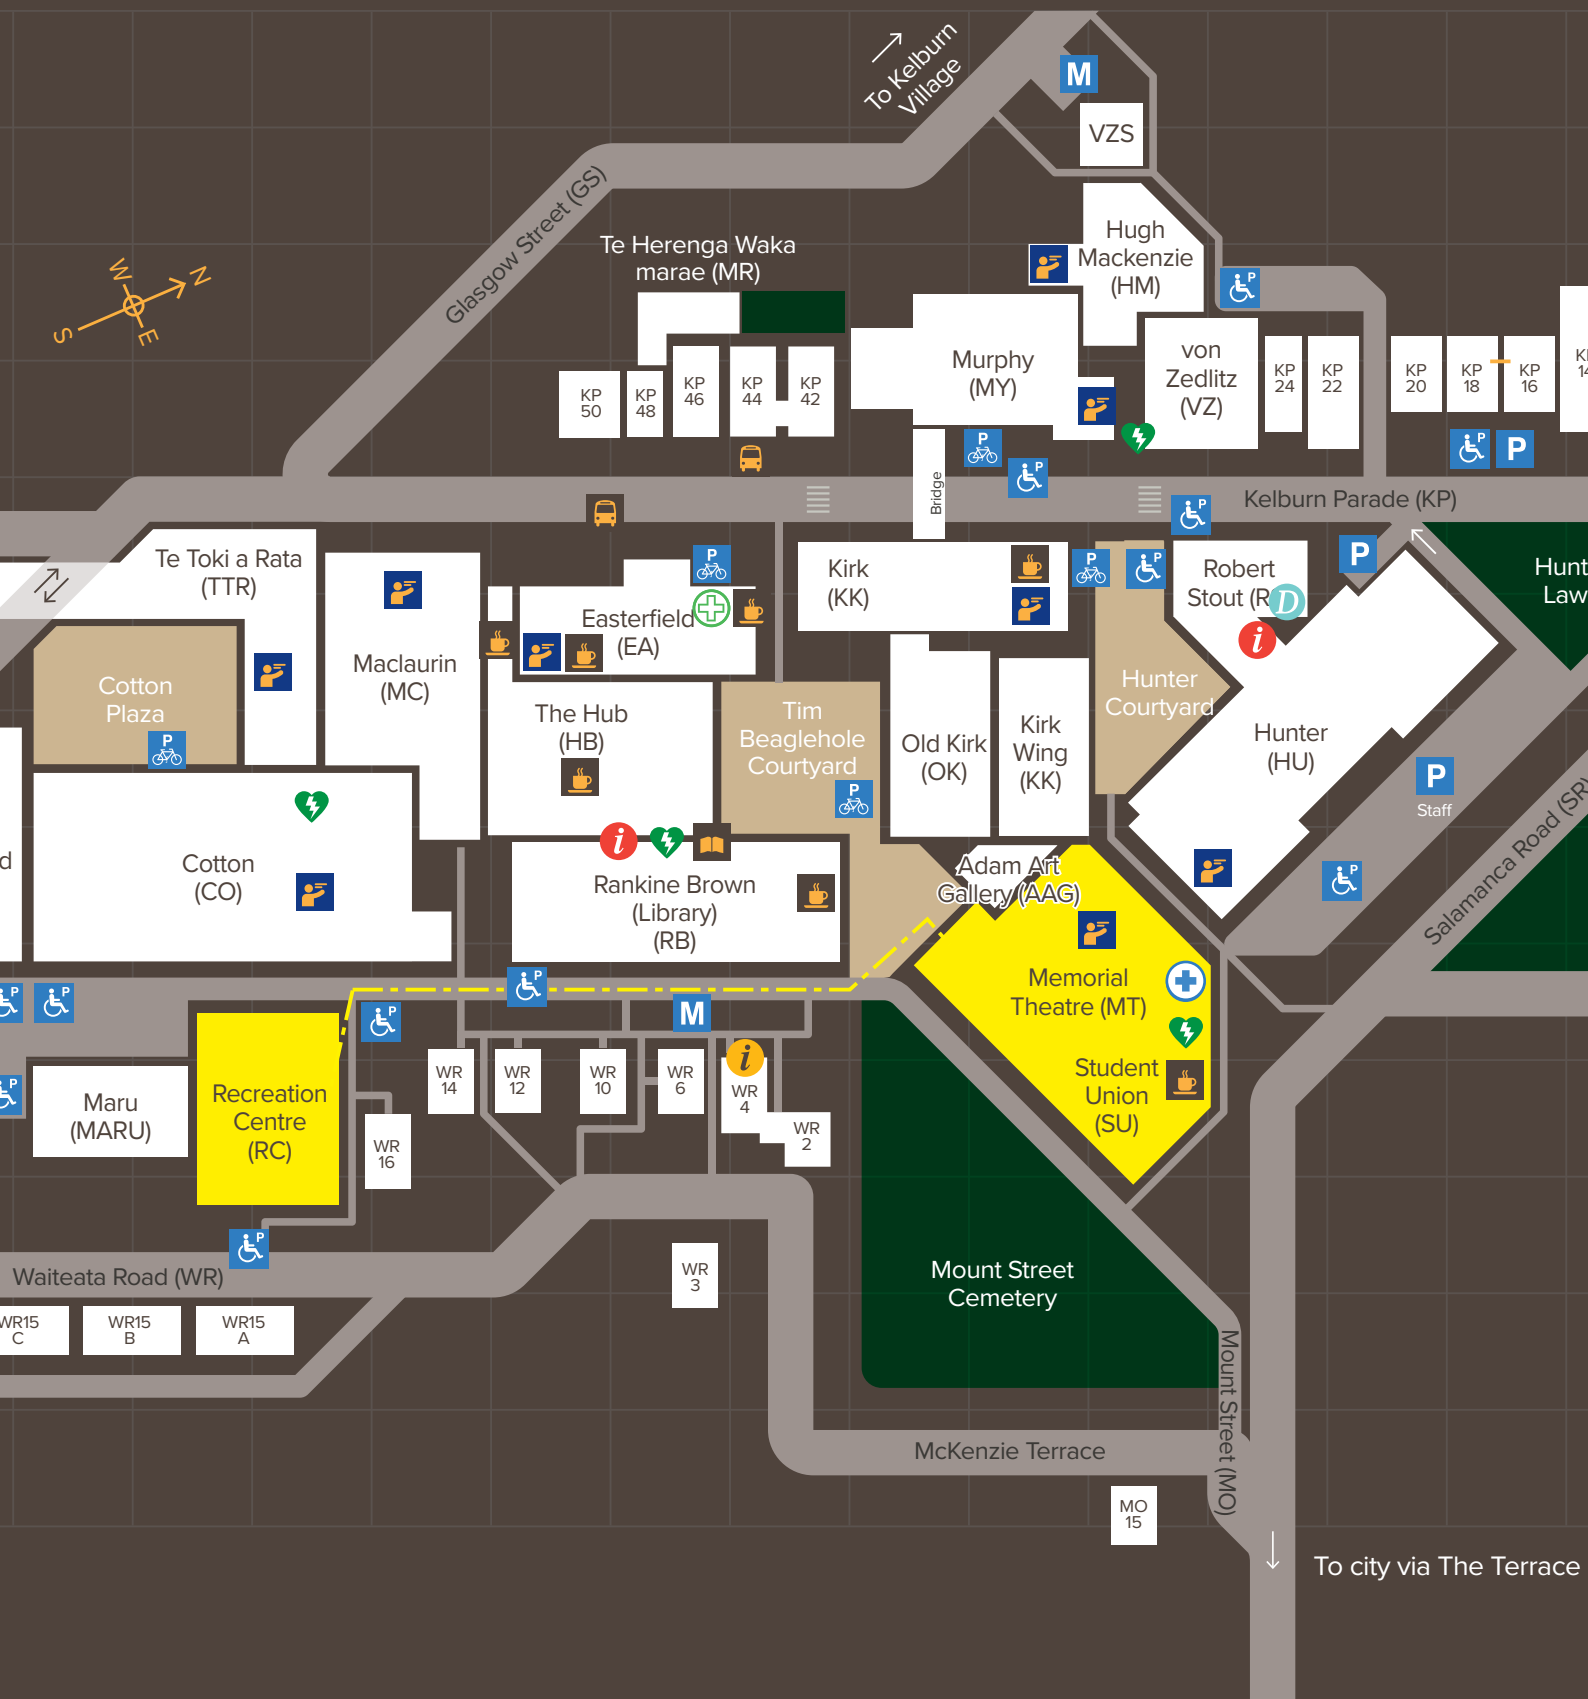 To Kelburn
Village
M
VZS
Glasgow Street (GS)
Te Herenga Waka
marae (MR)
Hugh
Mackenzie
(HM)
W
N
S
E
P
Murphy
(MY)
von
Zedlitz
(VZ)
KP
50
KP
48
KP
46
KP
44
KP
42
KP
24
KP
22
KP
20
KP
18
KP
16
14
P
P
P
P
Bridge
P
Kelburn Parade (KP)
Te Toki a Rata
(TTR)
P
Kirk
(KK)
P
P
Robert
Stout (R
D
i
P
Hunt
Law
Easterfield
(EA)
Maclaurin
(MC)
Cotton
Plaza
P
The Hub
(HB)
Tim
Beaglehole
Courtyard
P
Old Kirk
(OK)
Kirk
Wing
(KK)
Hunter
Courtyard
Hunter
(HU)
P
Staff
Salamanca Road (SR)
d
Cotton
(CO)
i
Rankine Brown
(Library)
(RB)
Adam Art
Gallery (AAG)
P
Memorial
Theatre (MT)
P
P
P
P
M
P
Maru
(MARU)
Recreation
Centre
(RC)
WR
14
WR
12
WR
10
WR
6
i
WR
4
WR
2
WR
16
Student
Union
(SU)
P
Waiteata Road (WR)
WR
3
Mount Street
Cemetery
WR15
C
WR15
B
WR15
A
Mount Street (MO)
McKenzie Terrace
MO
15
To city via The Terrace